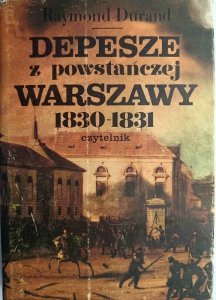 Raymond Durand
DEPESZE
z powstańczej
WARSZAWY
1830-1831
czytelnik